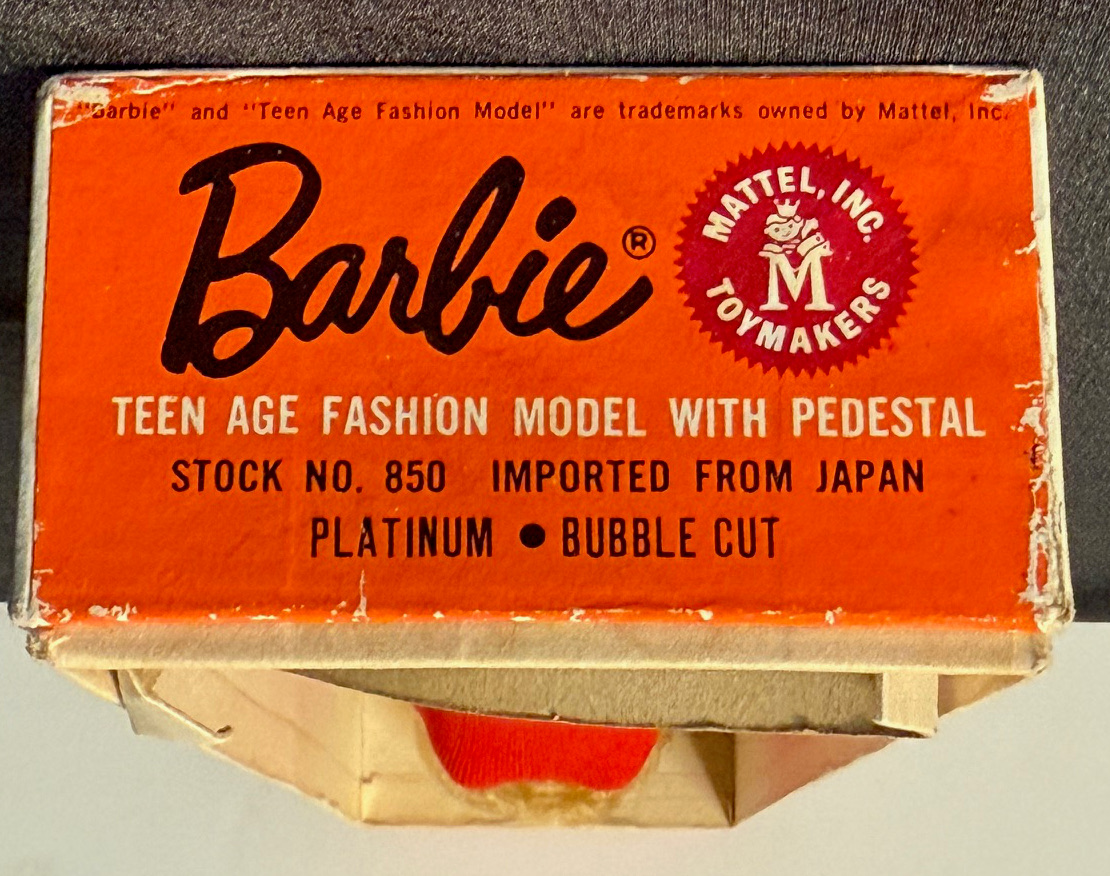 "Barbie" and "Teen Age Fashion Model" are trademarks owned by Mattel, Inc.
Barbie®
MATTEL, INC.
M
TOYMAKERS
TEEN AGE FASHION MODEL WITH PEDESTAL
STOCK NO. 850 IMPORTED FROM JAPAN
PLATINUM ● BUBBLE CUT